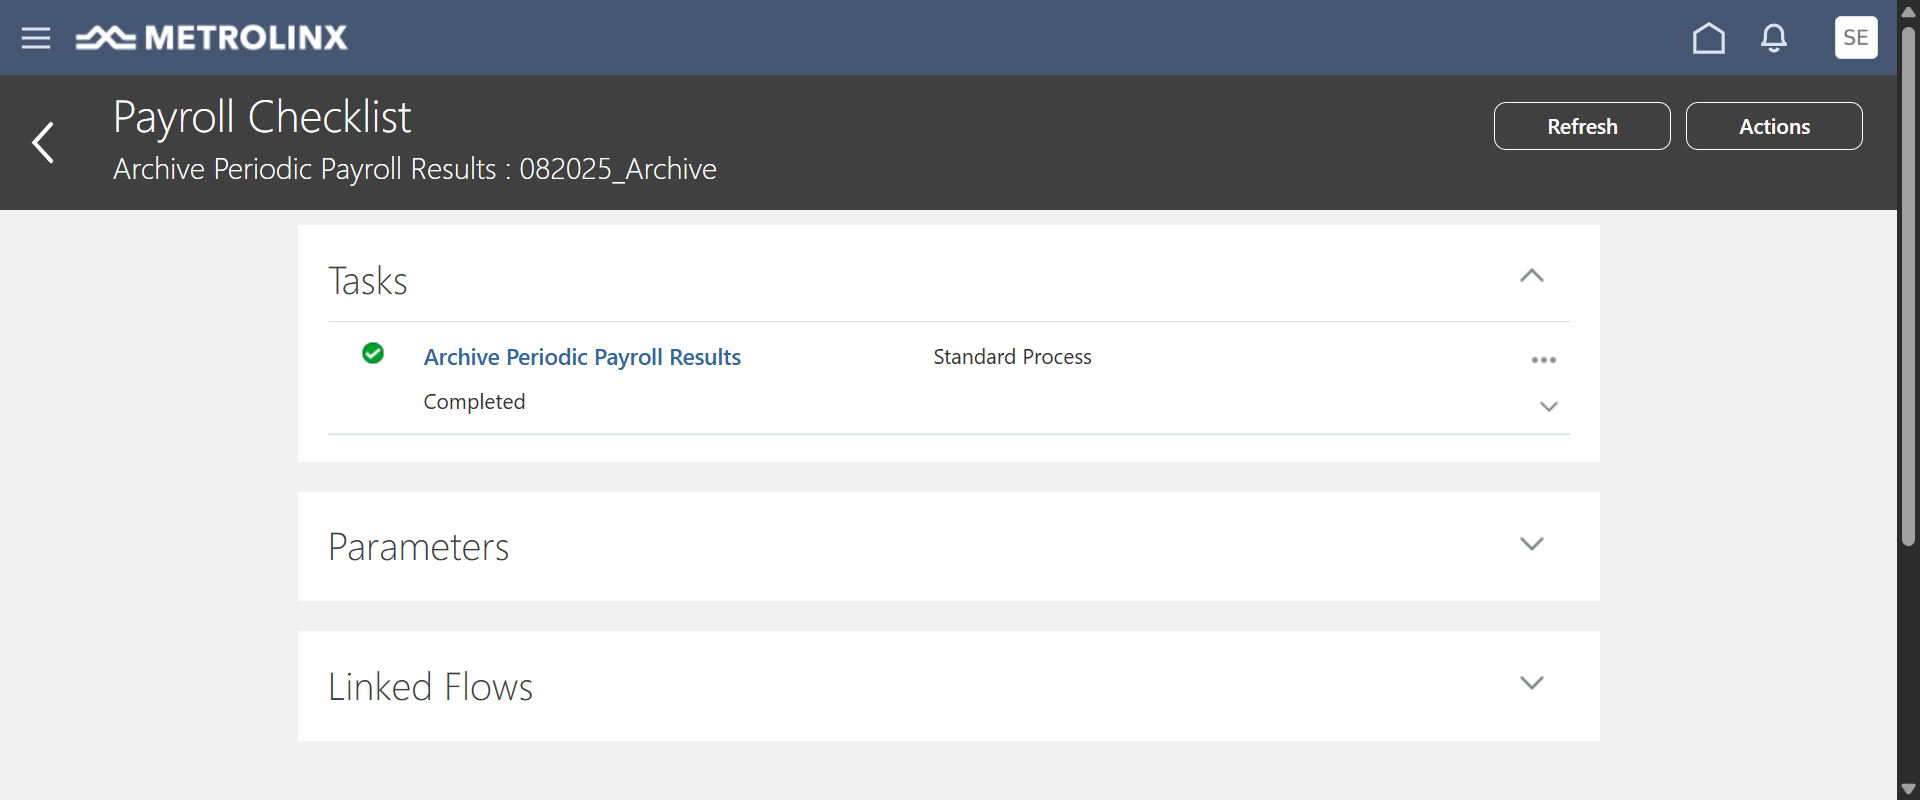 METROLINX
SE
Payroll Checklist
Archive Periodic Payroll Results : 082025_Archive
Refresh
Actions
Tasks
Archive Periodic Payroll Results
Standard Process
Completed
Parameters
Linked Flows